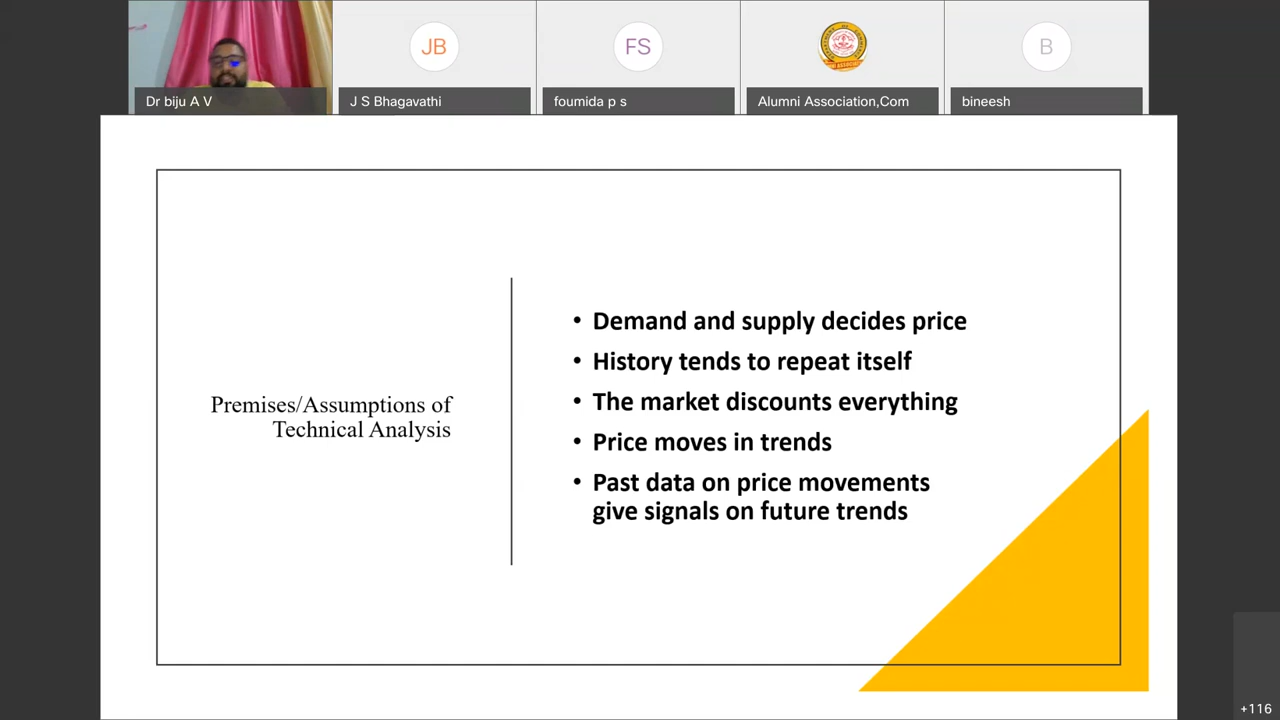 Dr biju A V
JB
J S Bhagavathi
FS
foumida p s
Alumni Association,Com
B
bineesh
Premises/Assumptions of
Technical Analysis
• Demand and supply decides price
• History tends to repeat itself
• The market discounts everything
• Price moves in trends
• Past data on price movements
give signals on future trends
+116